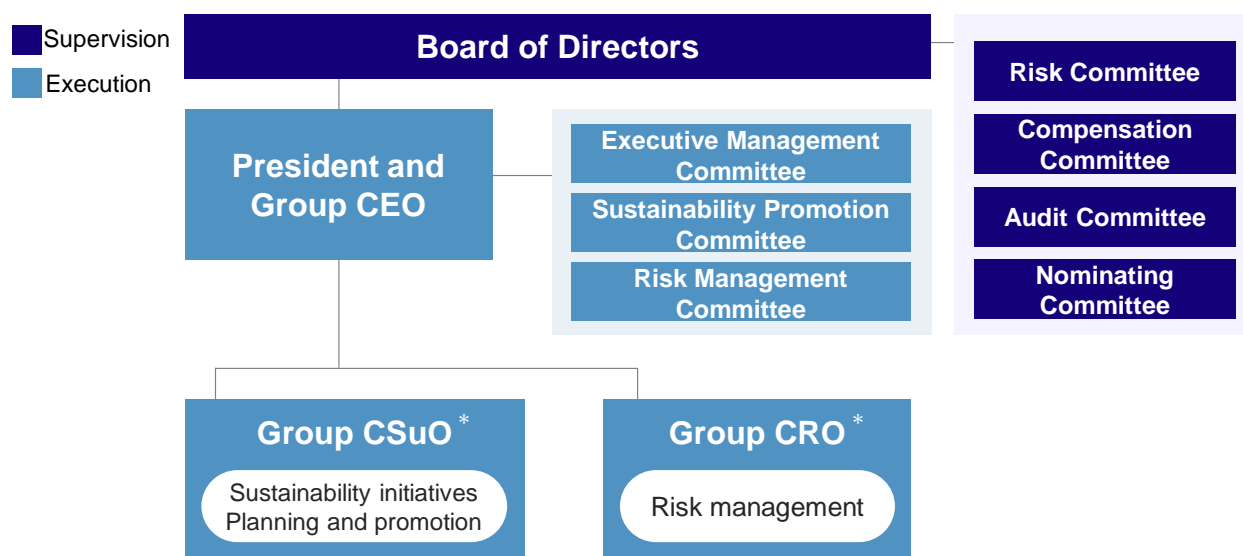 Supervision
Execution
Board of Directors
President and
Group CEO
Executive Management
Committee
Sustainability Promotion
Committee
Risk Management
Committee
Risk Committee
Compensation
Committee
Audit Committee
Nominating
Committee
Group CSuO *
Sustainability initiatives
Planning and promotion
Group CRO *
Risk management